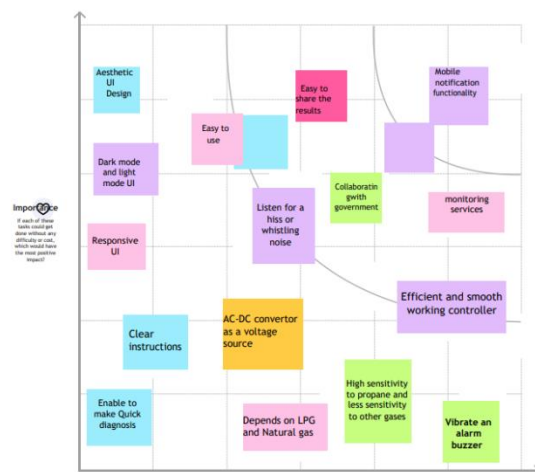 Aesthetic
UI
Design
Easy to
share the
results
Mobile
notification
functionality
Easy to
use
Dark mode
and light
mode UI
Collaboratin
gwith
government
monitoring
services
Listen for a
hiss or
whistling
noise
Importance
If each of these
tasks could get
done without any
difficulty or cost,
which would have
the most positive
impact?
Responsive
UI
Efficient and smooth
working controller
Clear
instructions
AC-DC convertor
as a voltage
source
Enable to
make Quick
diagnosis
Depends on LPG
and Natural gas
High sensitivity
to propane and
less sensitivity
to other gases
Vibrate an
alarm
buzzer